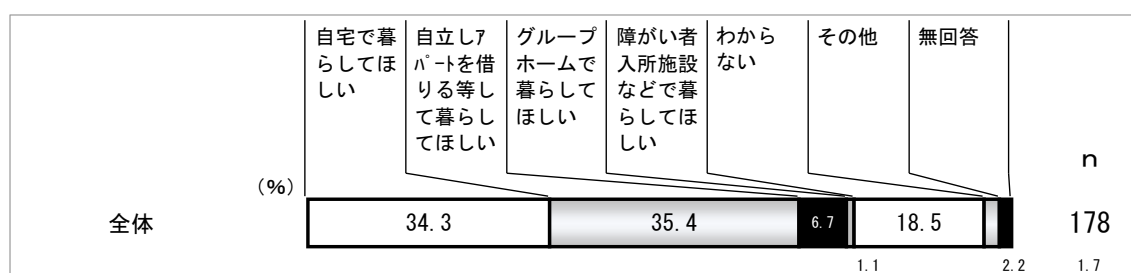 自宅で暮
らしてほ
しい
自立しｱ
ﾊﾟｰﾄを借
りる等し
て暮らし
てほしい
グループ
ホームで
暮らして
ほしい
障がい者
入所施設
などで暮
らしてほ
しい
わから
ない
その他
無回答
n
(%)
全体
34.3
35.4
6.7
18.5
178
1.1
2.2
1.7